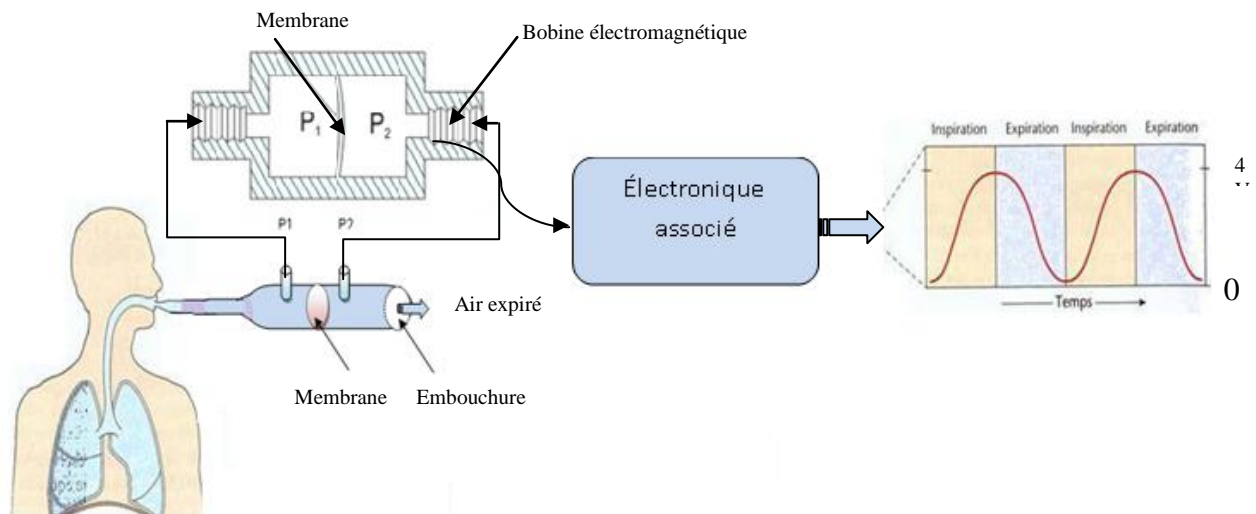 Membrane
Bobine électromagnétique
P₁ P₂
Inspiration Expiration Inspiration Expiration
4
Électronique
associé
P1 P2
Air expiré
Temps
0
Membrane Embouchure